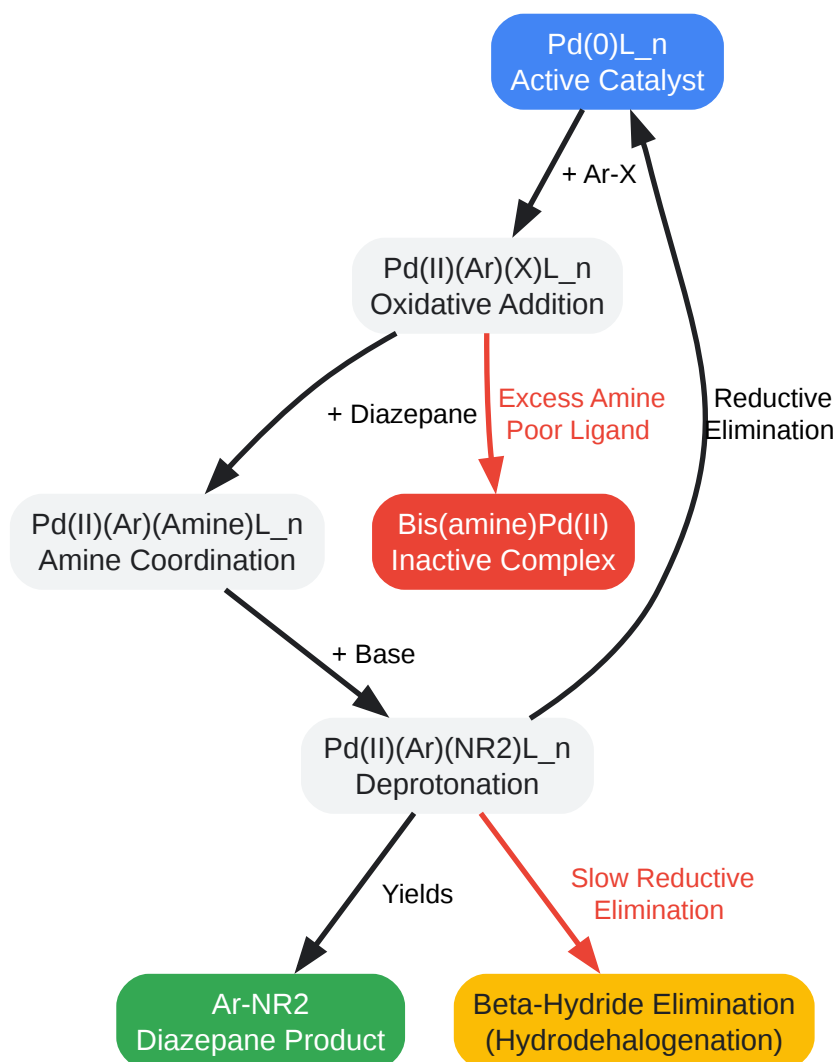 Pd(0)L_n
Active Catalyst
+ Ar-X
Pd(II)(Ar)(X)L_n
Oxidative Addition
+ Diazepane
Excess Amine
Poor Ligand
Reductive
Elimination
Pd(II)(Ar)(Amine)L_n
Amine Coordination
Bis(amine)Pd(II)
Inactive Complex
+ Base
Pd(II)(Ar)(NR2)L_n
Deprotonation
Yields
Slow Reductive
Elimination
Ar-NR2
Diazepane Product
Beta-Hydride Elimination
(Hydrodehalogenation)